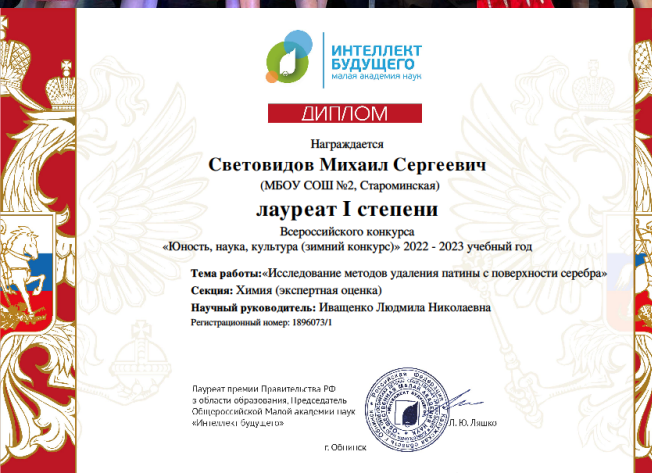 ИНТЕЛЛЕКТ
БУДУЩЕГО
малая академия наук
ДИПЛОМ
Награждается
Световидов Михаил Сергеевич
(МБОУ СОШ №2, Староминская)
лауреат I степени
Всероссийского конкурса
«Юность, наука, культура (зимний конкурс)» 2022 - 2023 учебный год
Тема работы:«Исследование методов удаления патины с поверхности серебра»
Секция: Химия (экспертная оценка)
Научный руководитель: Иващенко Людмила Николаевна
Регистрационный номер: 1896073/1
Лауреат премии Правительства РФ
в области образования, Председатель
Общероссийской Малой академии наук
«Интеллект будущего»
Л. Ю. Ляшко
г. Обнинск